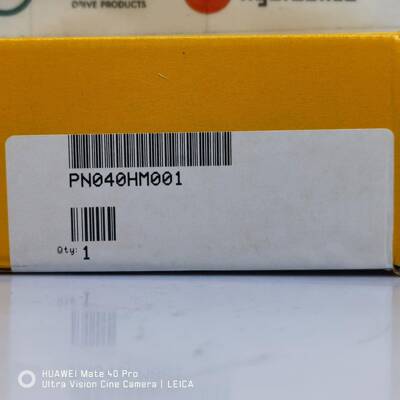 DRIVE PRODUCTS
PN040HM001
Qty: 1
HUAWEI Mate 40 Pro
Ultra Vision Cine Camera | LEICA